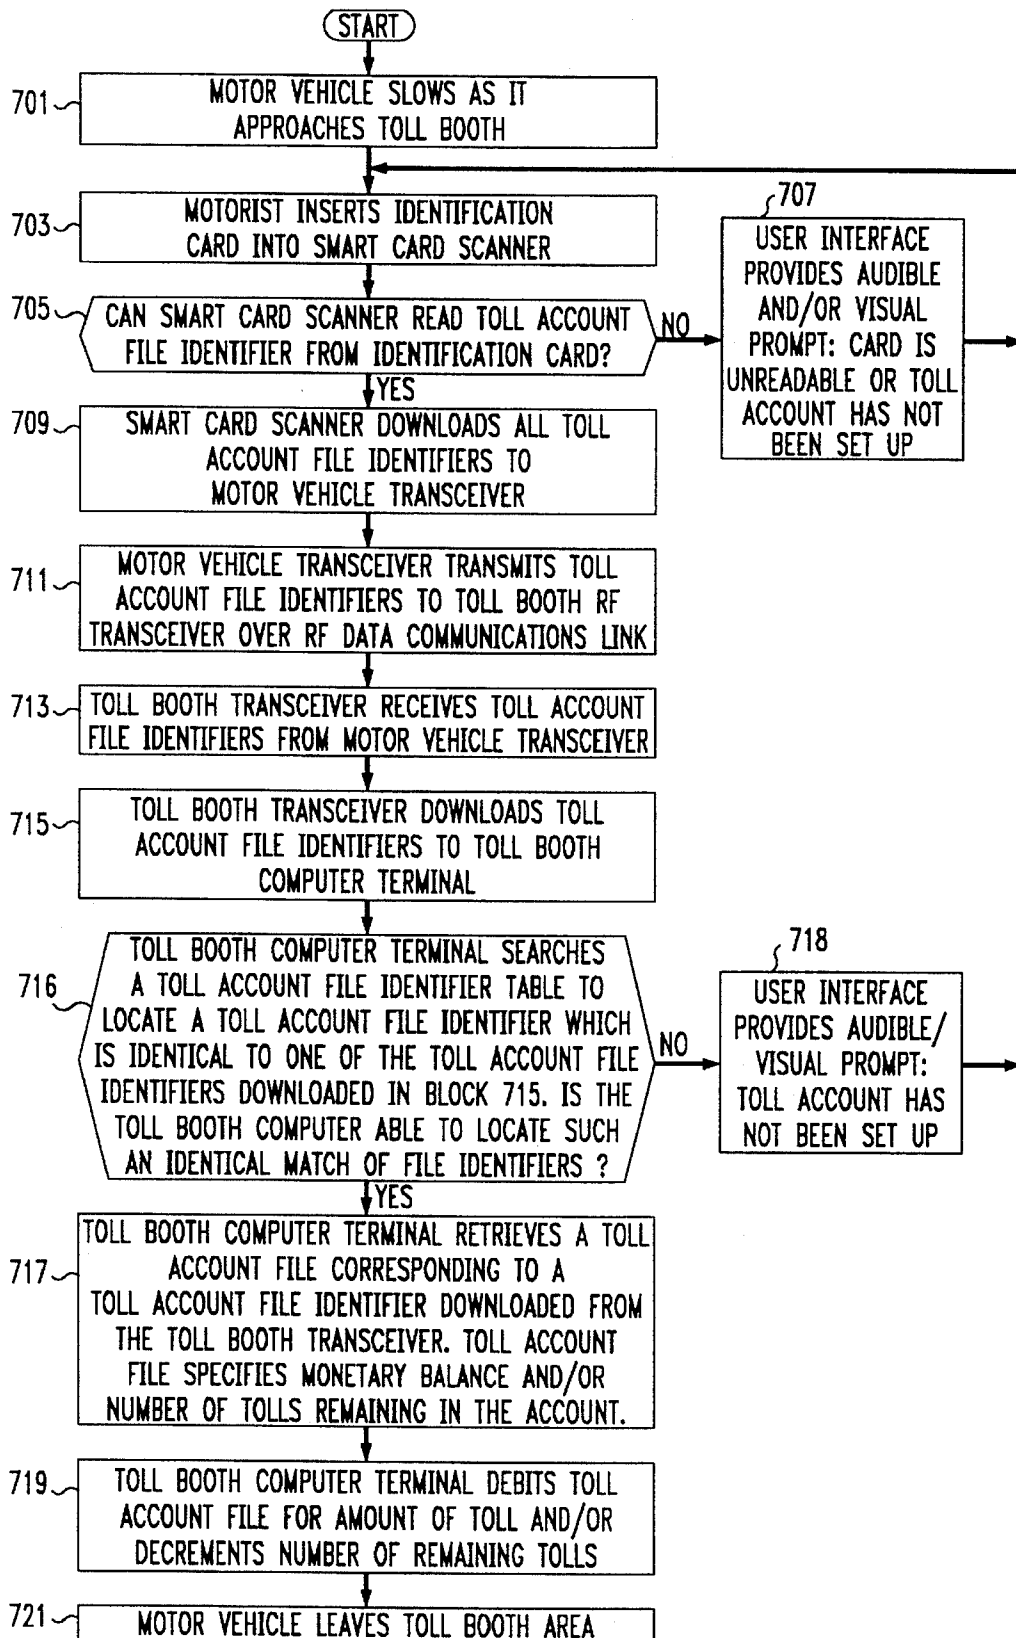 START
701
MOTOR VEHICLE SLOWS AS IT
APPROACHES TOLL BOOTH
703
MOTORIST INSERTS IDENTIFICATION
CARD INTO SMART CARD SCANNER
705
CAN SMART CARD SCANNER READ TOLL ACCOUNT
FILE IDENTIFIER FROM IDENTIFICATION CARD?
NO
707
USER INTERFACE
PROVIDES AUDIBLE
AND/OR VISUAL
PROMPT: CARD IS
UNREADABLE OR TOLL
ACCOUNT HAS NOT
BEEN SET UP
YES
709
SMART CARD SCANNER DOWNLOADS ALL TOLL
ACCOUNT FILE IDENTIFIERS TO
MOTOR VEHICLE TRANSCEIVER
711
MOTOR VEHICLE TRANSCEIVER TRANSMITS TOLL
ACCOUNT FILE IDENTIFIERS TO TOLL BOOTH RF
TRANSCEIVER OVER RF DATA COMMUNICATIONS LINK
713
TOLL BOOTH TRANSCEIVER RECEIVES TOLL ACCOUNT
FILE IDENTIFIERS FROM MOTOR VEHICLE TRANSCEIVER
715
TOLL BOOTH TRANSCEIVER DOWNLOADS TOLL
ACCOUNT FILE IDENTIFIERS TO TOLL BOOTH
COMPUTER TERMINAL
716
TOLL BOOTH COMPUTER TERMINAL SEARCHES
A TOLL ACCOUNT FILE IDENTIFIER TABLE TO
LOCATE A TOLL ACCOUNT FILE IDENTIFIER WHICH
IS IDENTICAL TO ONE OF THE TOLL ACCOUNT FILE
IDENTIFIERS DOWNLOADED IN BLOCK 715. IS THE
TOLL BOOTH COMPUTER ABLE TO LOCATE SUCH
AN IDENTICAL MATCH OF FILE IDENTIFIERS ?
NO
718
USER INTERFACE
PROVIDES AUDIBLE/
VISUAL PROMPT:
TOLL ACCOUNT HAS
NOT BEEN SET UP
YES
717
TOLL BOOTH COMPUTER TERMINAL RETRIEVES A TOLL
ACCOUNT FILE CORRESPONDING TO A
TOLL ACCOUNT FILE IDENTIFIER DOWNLOADED FROM
THE TOLL BOOTH TRANSCEIVER. TOLL ACCOUNT
FILE SPECIFIES MONETARY BALANCE AND/OR
NUMBER OF TOLLS REMAINING IN THE ACCOUNT.
719
TOLL BOOTH COMPUTER TERMINAL DEBITS TOLL
ACCOUNT FILE FOR AMOUNT OF TOLL AND/OR
DECREMENTS NUMBER OF REMAINING TOLLS
721
MOTOR VEHICLE LEAVES TOLL BOOTH AREA